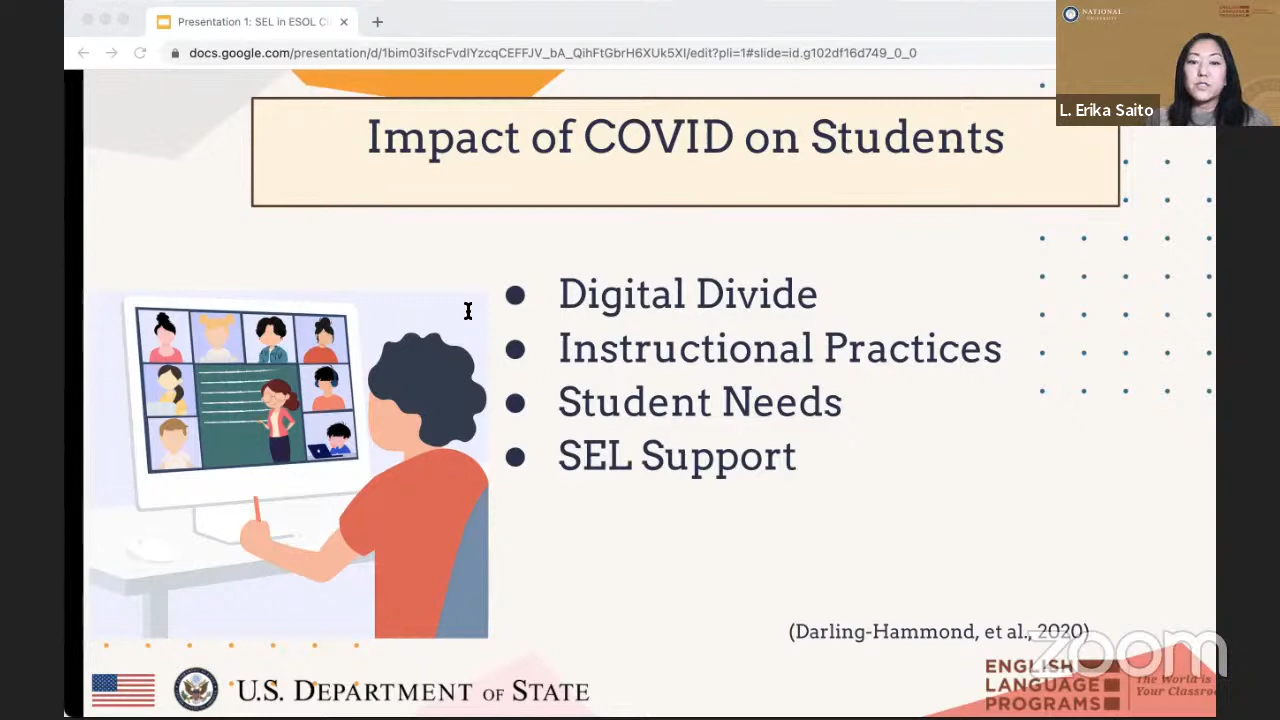 Presentation 1: SEL in ESOL Cl
docs.google.com/presentation/d/1bim03ifscFvdIYzcqCEFFJV_bA_QihFtGbrH6XUk5XI/edit?pli=1#slide=id.g102df16d749_0_0
NATIONAL
UNIVERSITY
L. Erika Saito
Impact of COVID on Students
● Digital Divide
● Instructional Practices
● Student Needs
● SEL Support
(Darling-Hammond, et al., 2020)
zoom
U.S. DEPARTMENT OF STATE
ENGLISH
LANGUAGE
PROGRAMS
The World is
Your Classroo